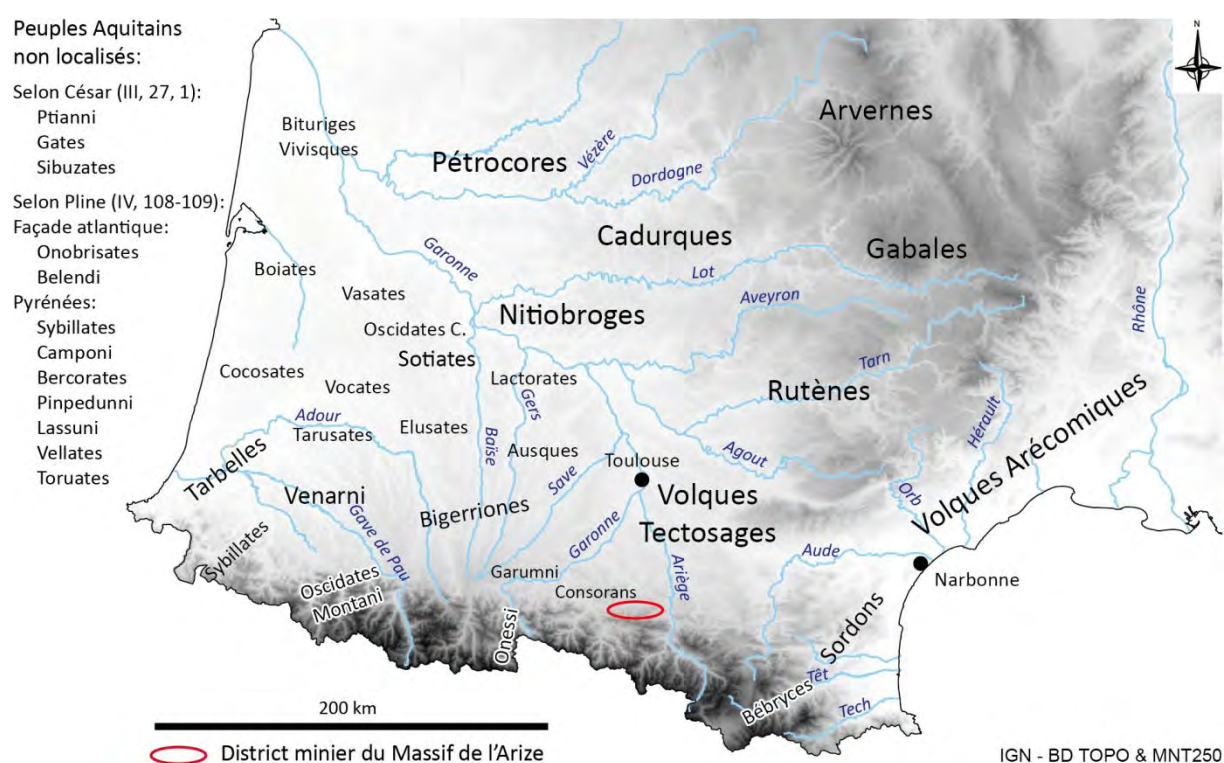 Peuples Aquitains
non localisés:
Selon César (III, 27, 1):
Ptianni
Gates
Sibuzates
Selon Pline (IV, 108-109):
Façade atlantique:
Onobrisates
Belendi
Pyrénées:
Sybillates
Camponi
Bercorates
Pinpedunni
Lassuni
Vellates
Toruates
N
Arvernes
Bituriges
Vivisques
Pétrocores
Vézère
Dordogne
Cadurques
Gabales
Garonne
Lot
Boiates
Vasates
Aveyron
Rhône
Nitiobroges
Oscidates C.
Sotiates
Tarn
Cocosates
Vocates
Lactorates
Gers
Rutènes
Hérault
Adour
Tarusates
Elusates
Baïse
Ausques
Save
Toulouse
Agout
Volques Arécomiques
Tarbelles
Venarni
Bigerriones
Volques
Tectosages
Orb
Gave de Pau
Garonne
Sybillates
Oscidates
Montani
Garumni
Consorans
Ariège
Aude
Narbonne
Onessi
Sordons
Bébryces
Têt
Tech
200 km
District minier du Massif de l’Arize
IGN - BD TOPO & MNT250